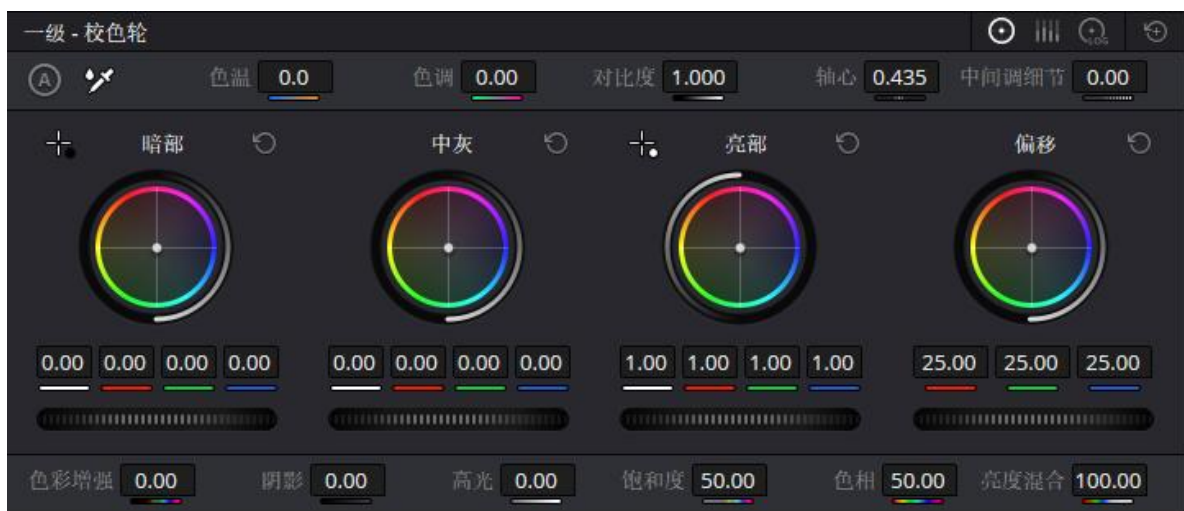 一级 - 校色轮
LOG
A 色温 0.0 色调 0.00 对比度 1.000 轴心 0.435 中间调细节 0.00
暗部 中灰 亮部 偏移
0.00 0.00 0.00 0.00 0.00 0.00 0.00 0.00 1.00 1.00 1.00 1.00 25.00 25.00 25.00
色彩增强 0.00 阴影 0.00 高光 0.00 饱和度 50.00 色相 50.00 亮度混合 100.00